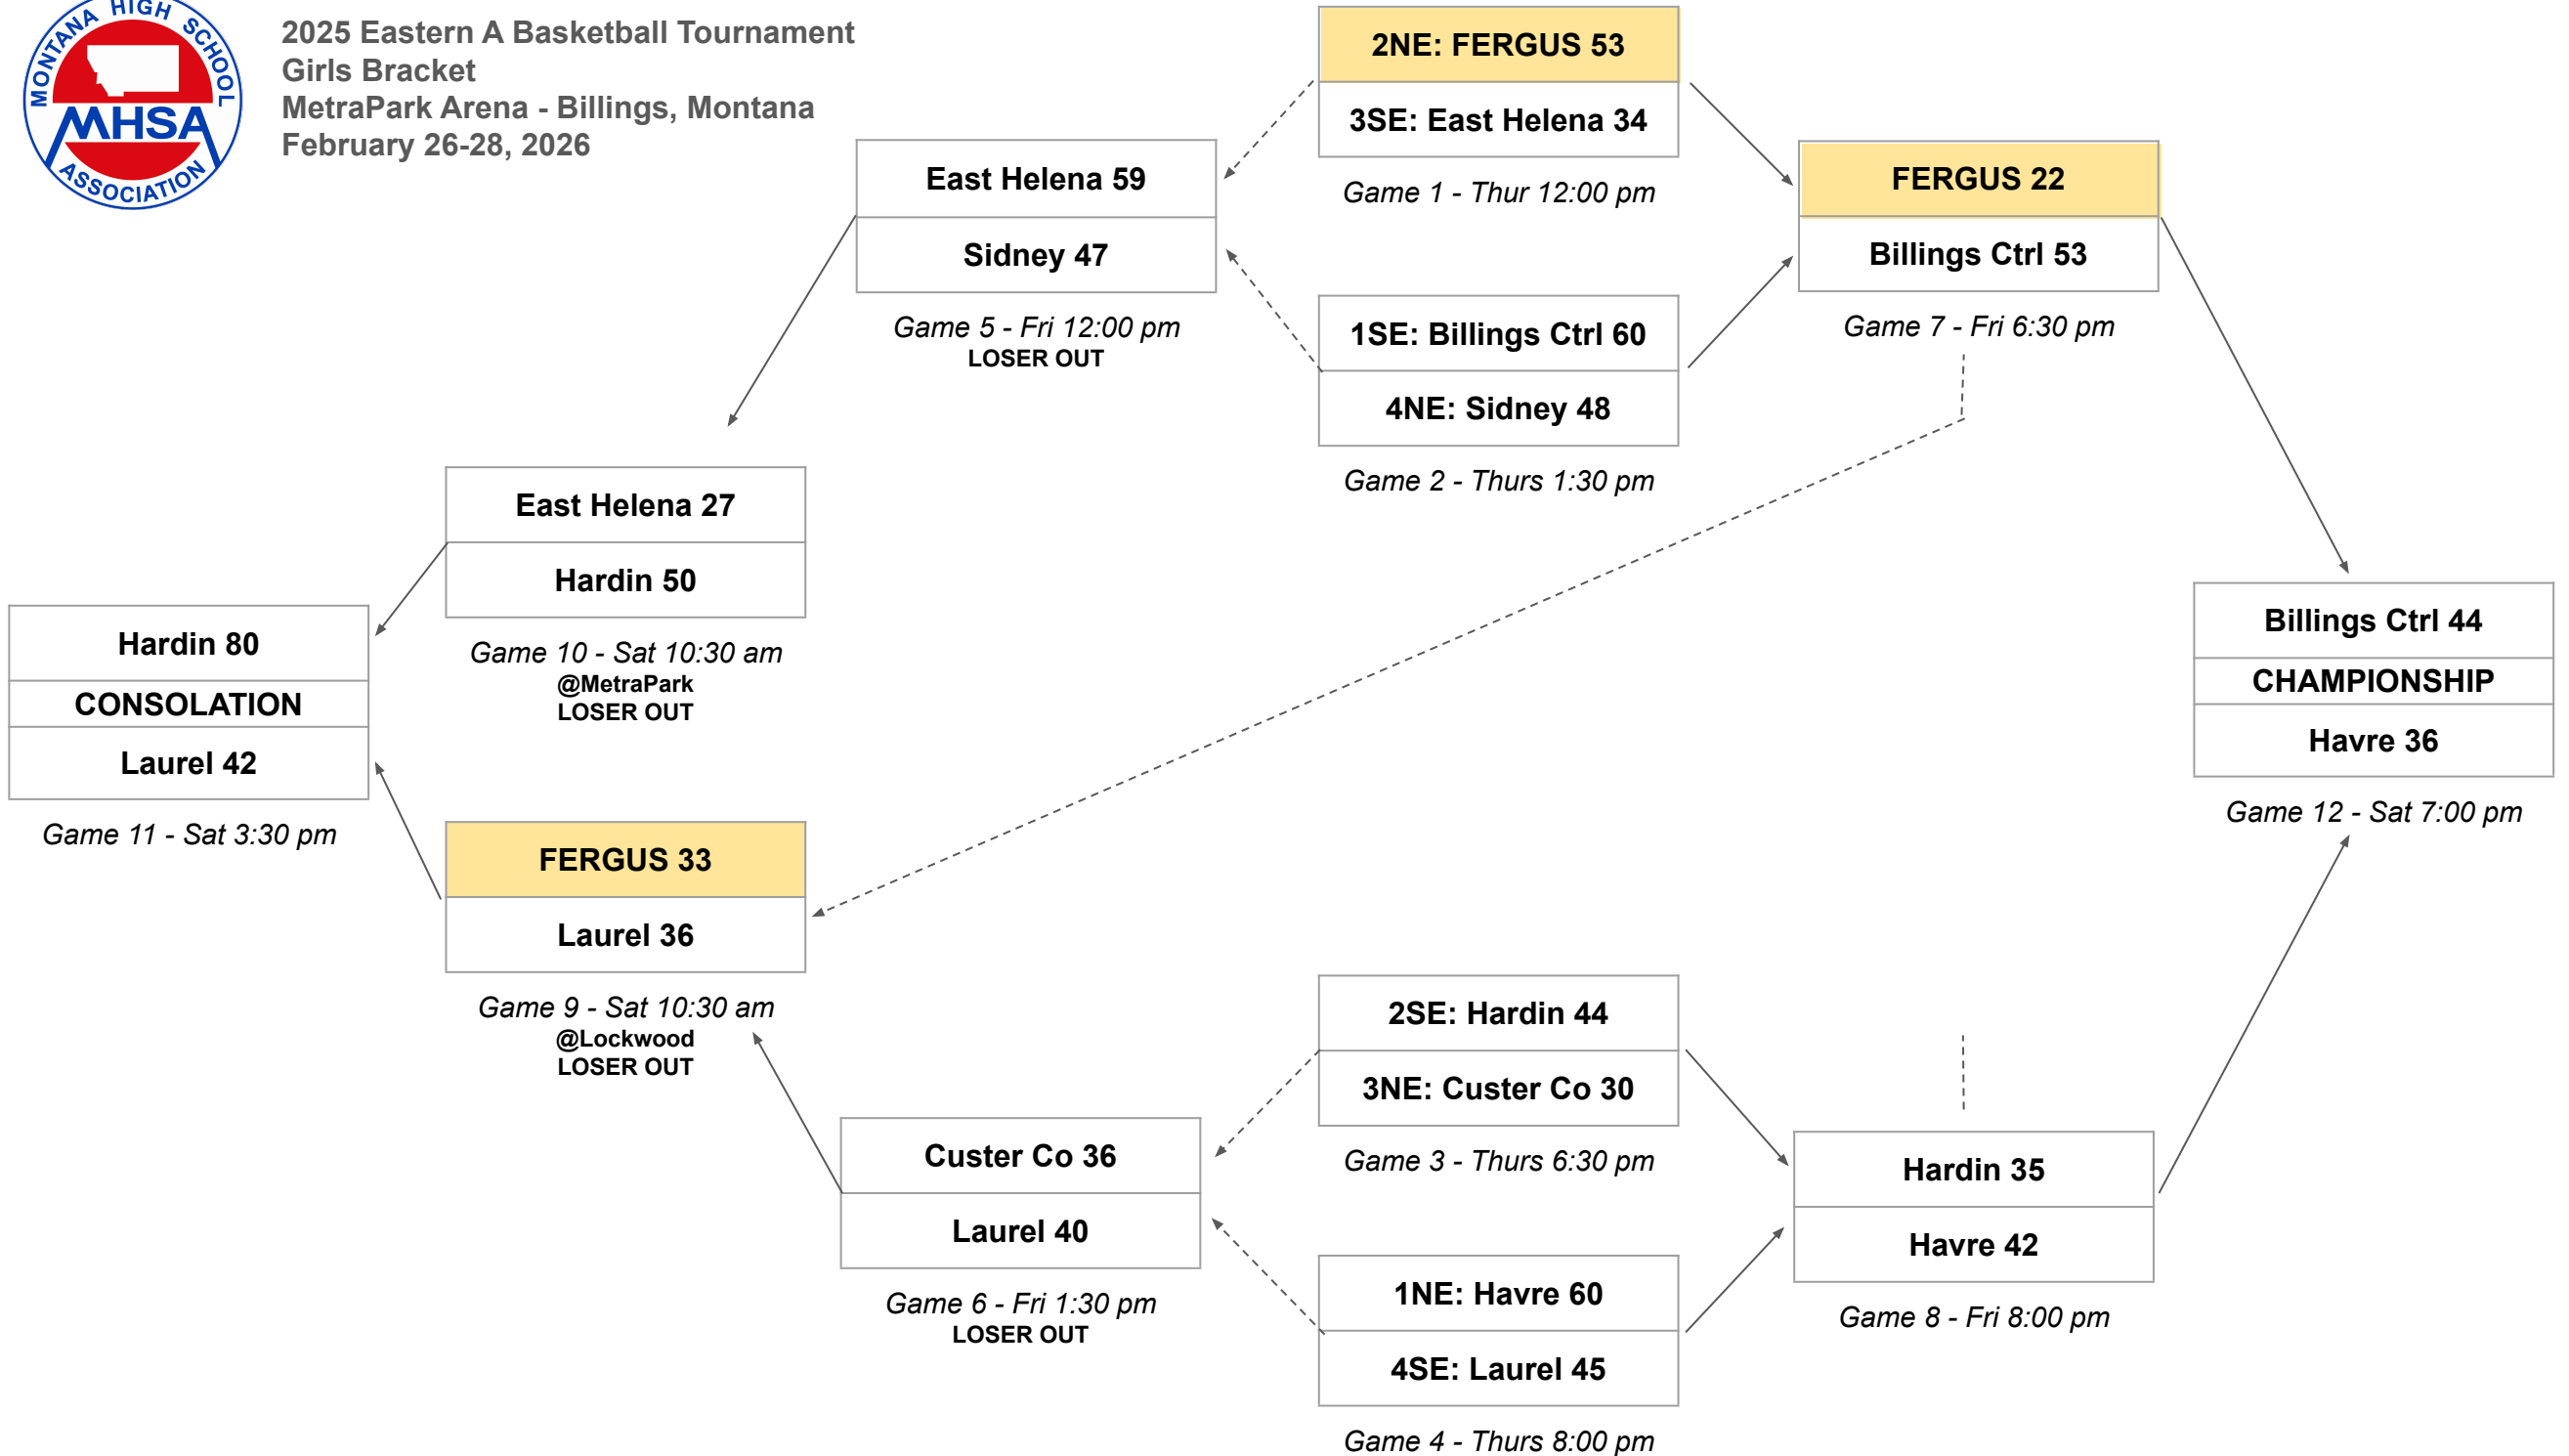 MONTANA HIGH SCHOOL
MHSA
ASSOCIATION
2025 Eastern A Basketball Tournament
Girls Bracket
MetraPark Arena - Billings, Montana
February 26-28, 2026
2NE: FERGUS 53
3SE: East Helena 34
Game 1 - Thur 12:00 pm
East Helena 59
Sidney 47
Game 5 - Fri 12:00 pm
LOSER OUT
FERGUS 22
Billings Ctrl 53
Game 7 - Fri 6:30 pm
1SE: Billings Ctrl 60
4NE: Sidney 48
Game 2 - Thurs 1:30 pm
East Helena 27
Hardin 50
Game 10 - Sat 10:30 am
@MetraPark
LOSER OUT
Hardin 80
CONSOLATION
Laurel 42
Game 11 - Sat 3:30 pm
Billings Ctrl 44
CHAMPIONSHIP
Havre 36
Game 12 - Sat 7:00 pm
FERGUS 33
Laurel 36
Game 9 - Sat 10:30 am
@Lockwood
LOSER OUT
2SE: Hardin 44
3NE: Custer Co 30
Game 3 - Thurs 6:30 pm
Custer Co 36
Laurel 40
Game 6 - Fri 1:30 pm
LOSER OUT
Hardin 35
Havre 42
Game 8 - Fri 8:00 pm
1NE: Havre 60
4SE: Laurel 45
Game 4 - Thurs 8:00 pm